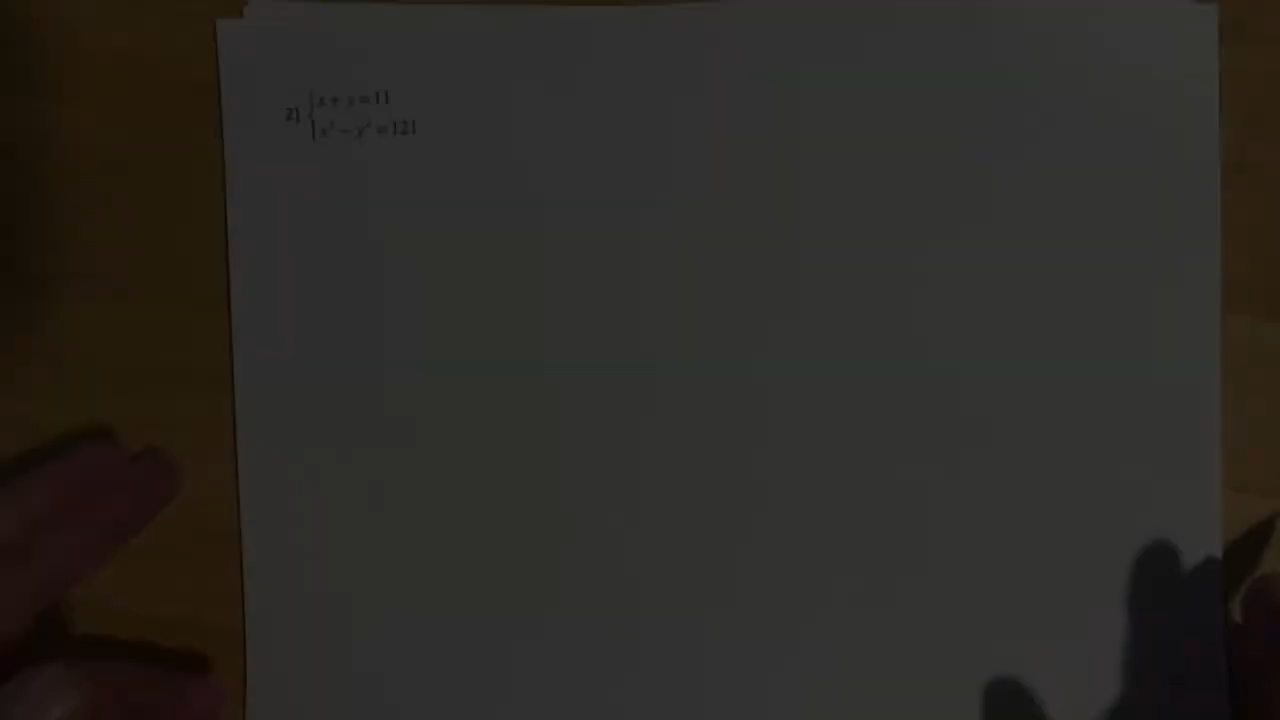 2) { x + y = 11
x² − y² = 121